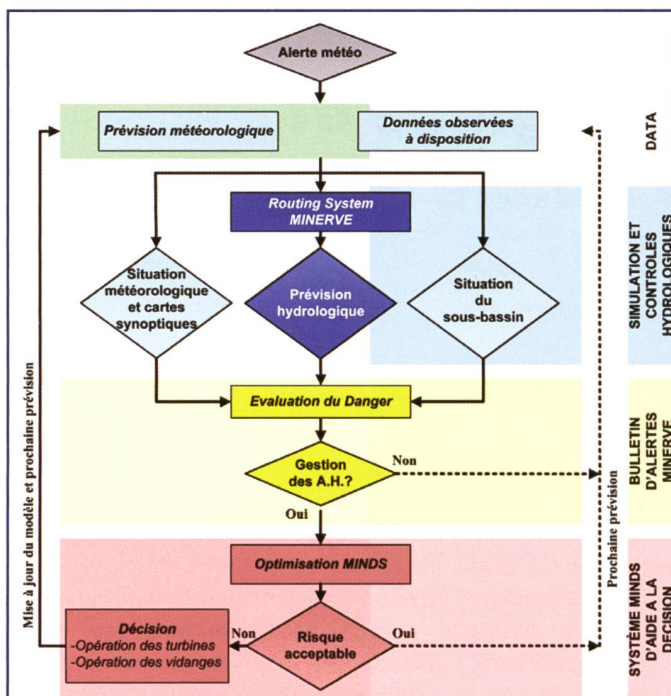 Alerte météo
Prévision météorologique
Données observées
à disposition
DATA
Routing System
MINERVE
Situation
météorologique
et cartes
synoptiques
Prévision
hydrologique
Situation
du
sous-bassin
SIMULATION ET
CONTROLES
HYDROLOGIQUES
Evaluation du Danger
Gestion
des A.H.?
Non
Oui
BULLETIN
D'ALERTES
MINERVE
Optimisation MINDS
Décision
-Opération des turbines
-Opération des vidanges
Non
Risque
acceptable
Oui
SYSTÈME MINDS
D'AIDE A LA
DECISION
Mise à jour du modèle et prochaine prévision
Prochaine prévision